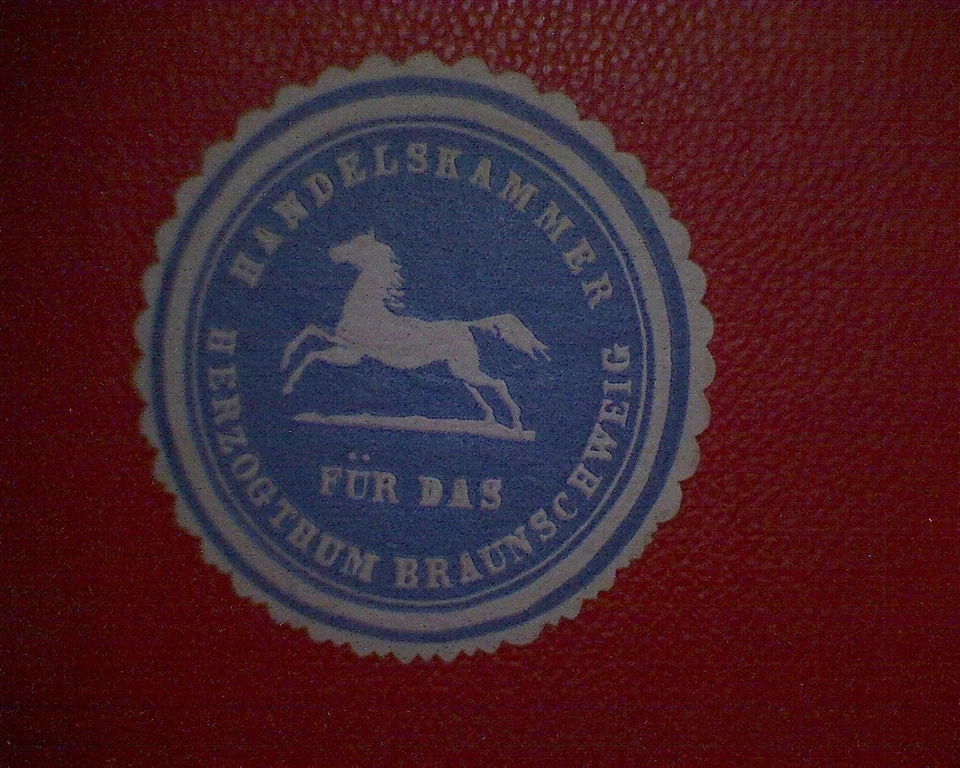 HANDELSKAMMER
FÜR DAS
HERZOGTHUM BRAUNSCHWEIG